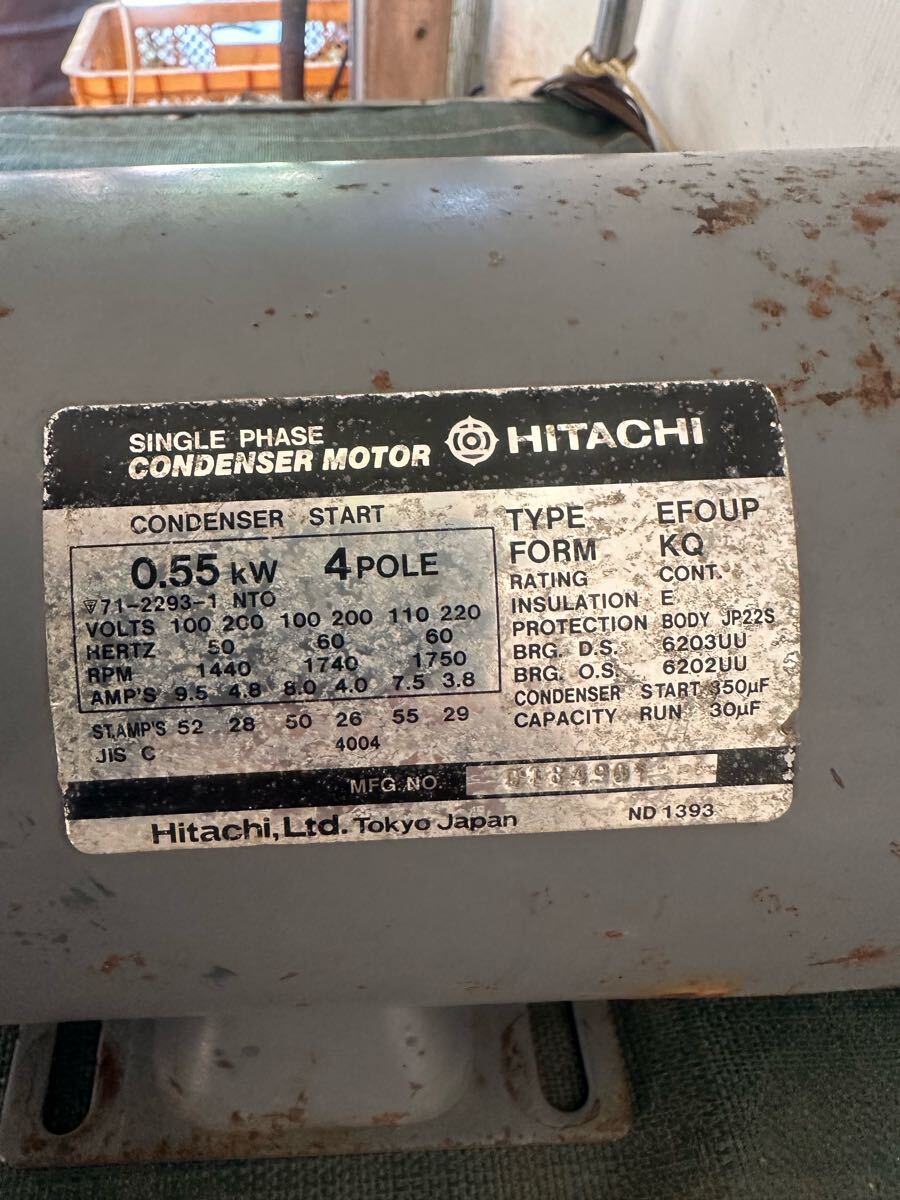 SINGLE PHASE
CONDENSER MOTOR HITACHI
CONDENSER START
0.55 KW 4 POLE
71-2293-1 NTO
VOLTS 100 200 100 200 110 220
HERTZ 50 60 60
RPM 1440 1740 1750
AMP'S 9.5 4.8 8.0 4.0 7.5 3.8
ST.AMP'S 52 28 50 26 55 29
JIS C 4004
TYPE EFOUP
FORM KQ
RATING CONT.
INSULATION E
PROTECTION BODY JP22S
BRG. D.S. 6203UU
BRG. O.S. 6202UU
CONDENSER START 350µF
CAPACITY RUN 30µF
MFG NO.
Hitachi, Ltd. Tokyo Japan ND 1393